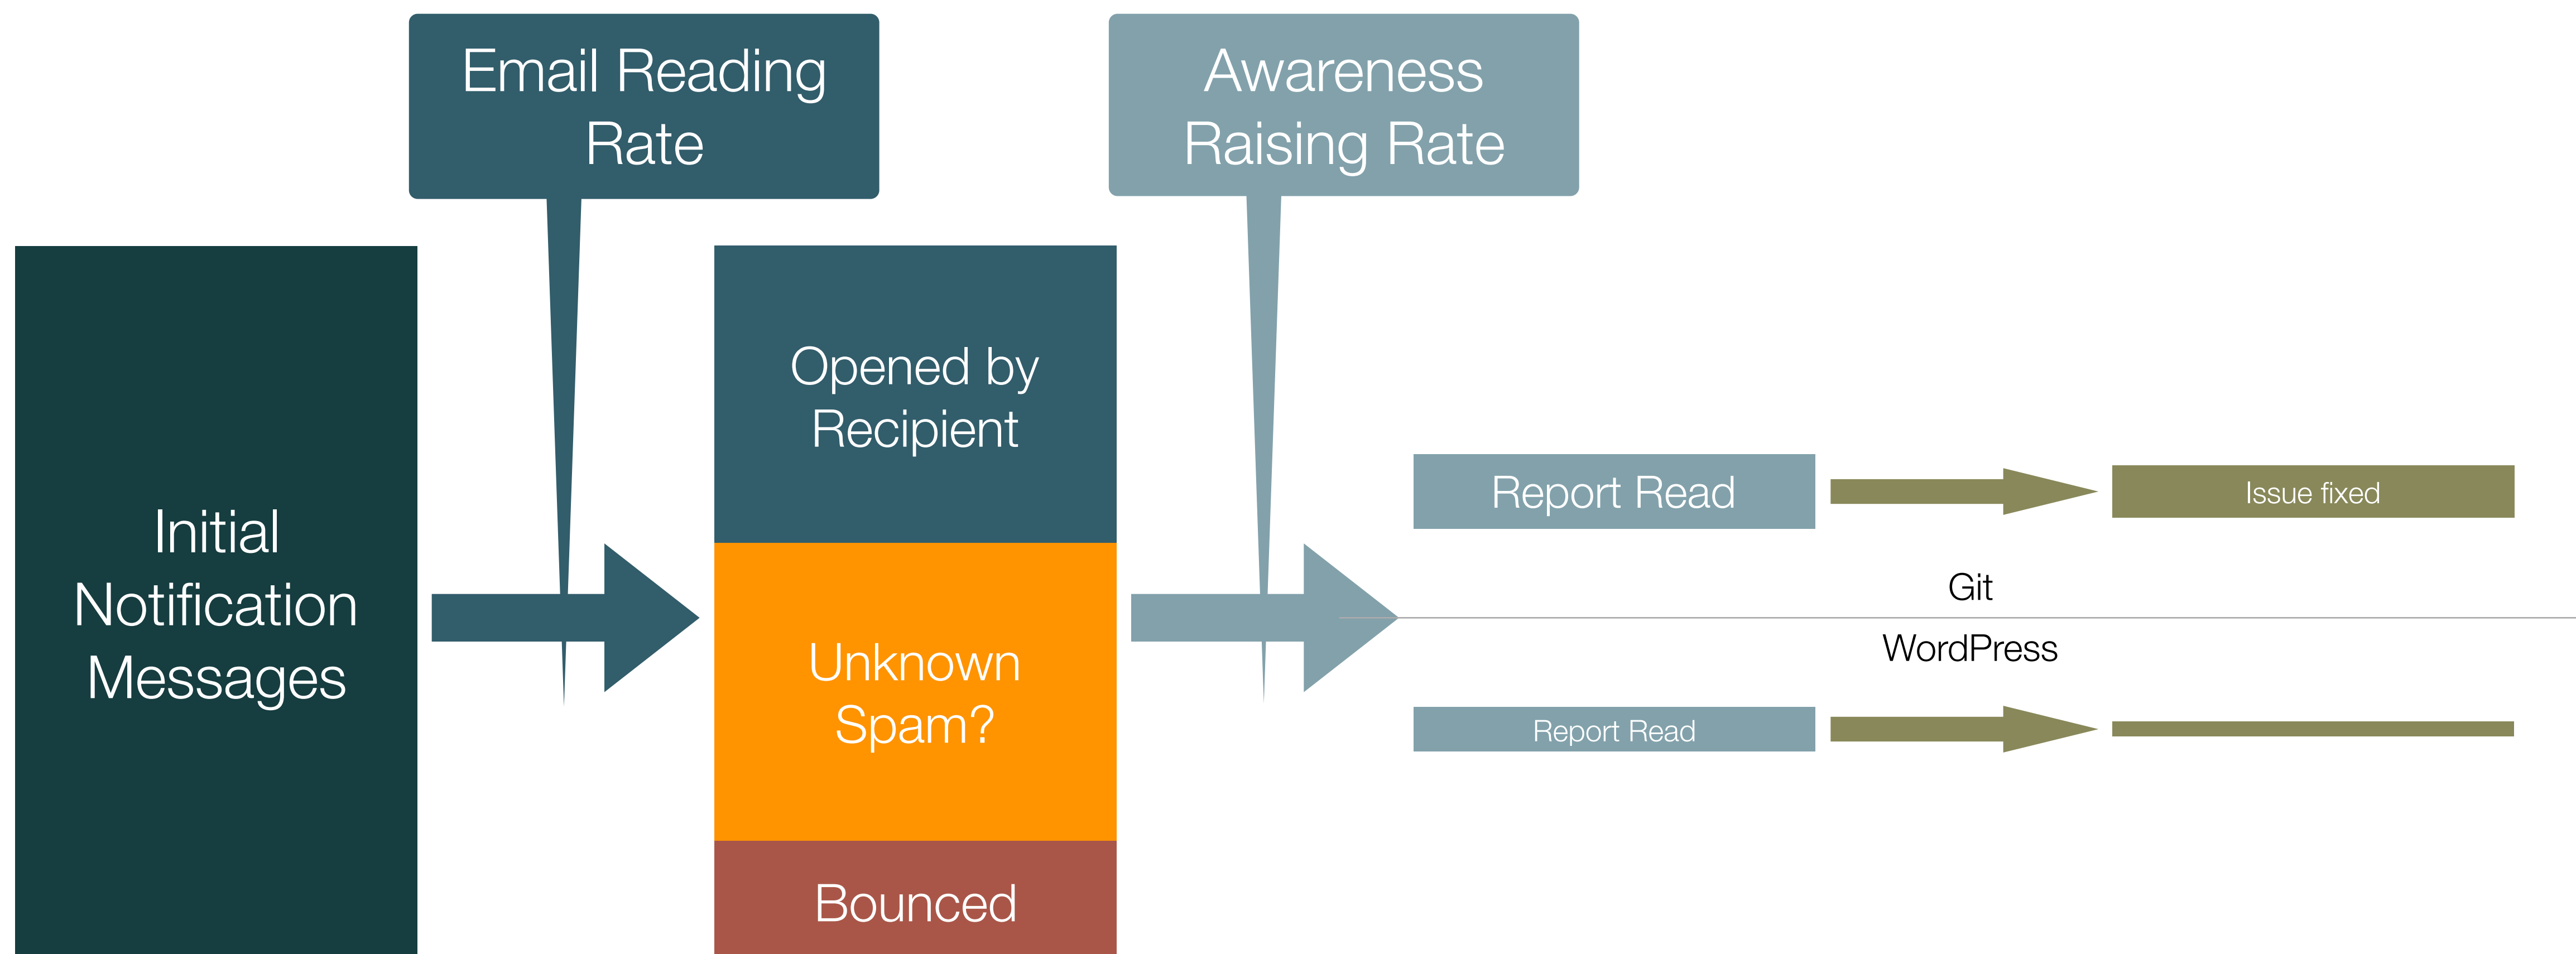 Email Reading
Rate
Awareness
Raising Rate
Initial
Notification
Messages
Opened by
Recipient
Unknown
Spam?
Bounced
Report Read
Issue fixed
Git
WordPress
Report Read